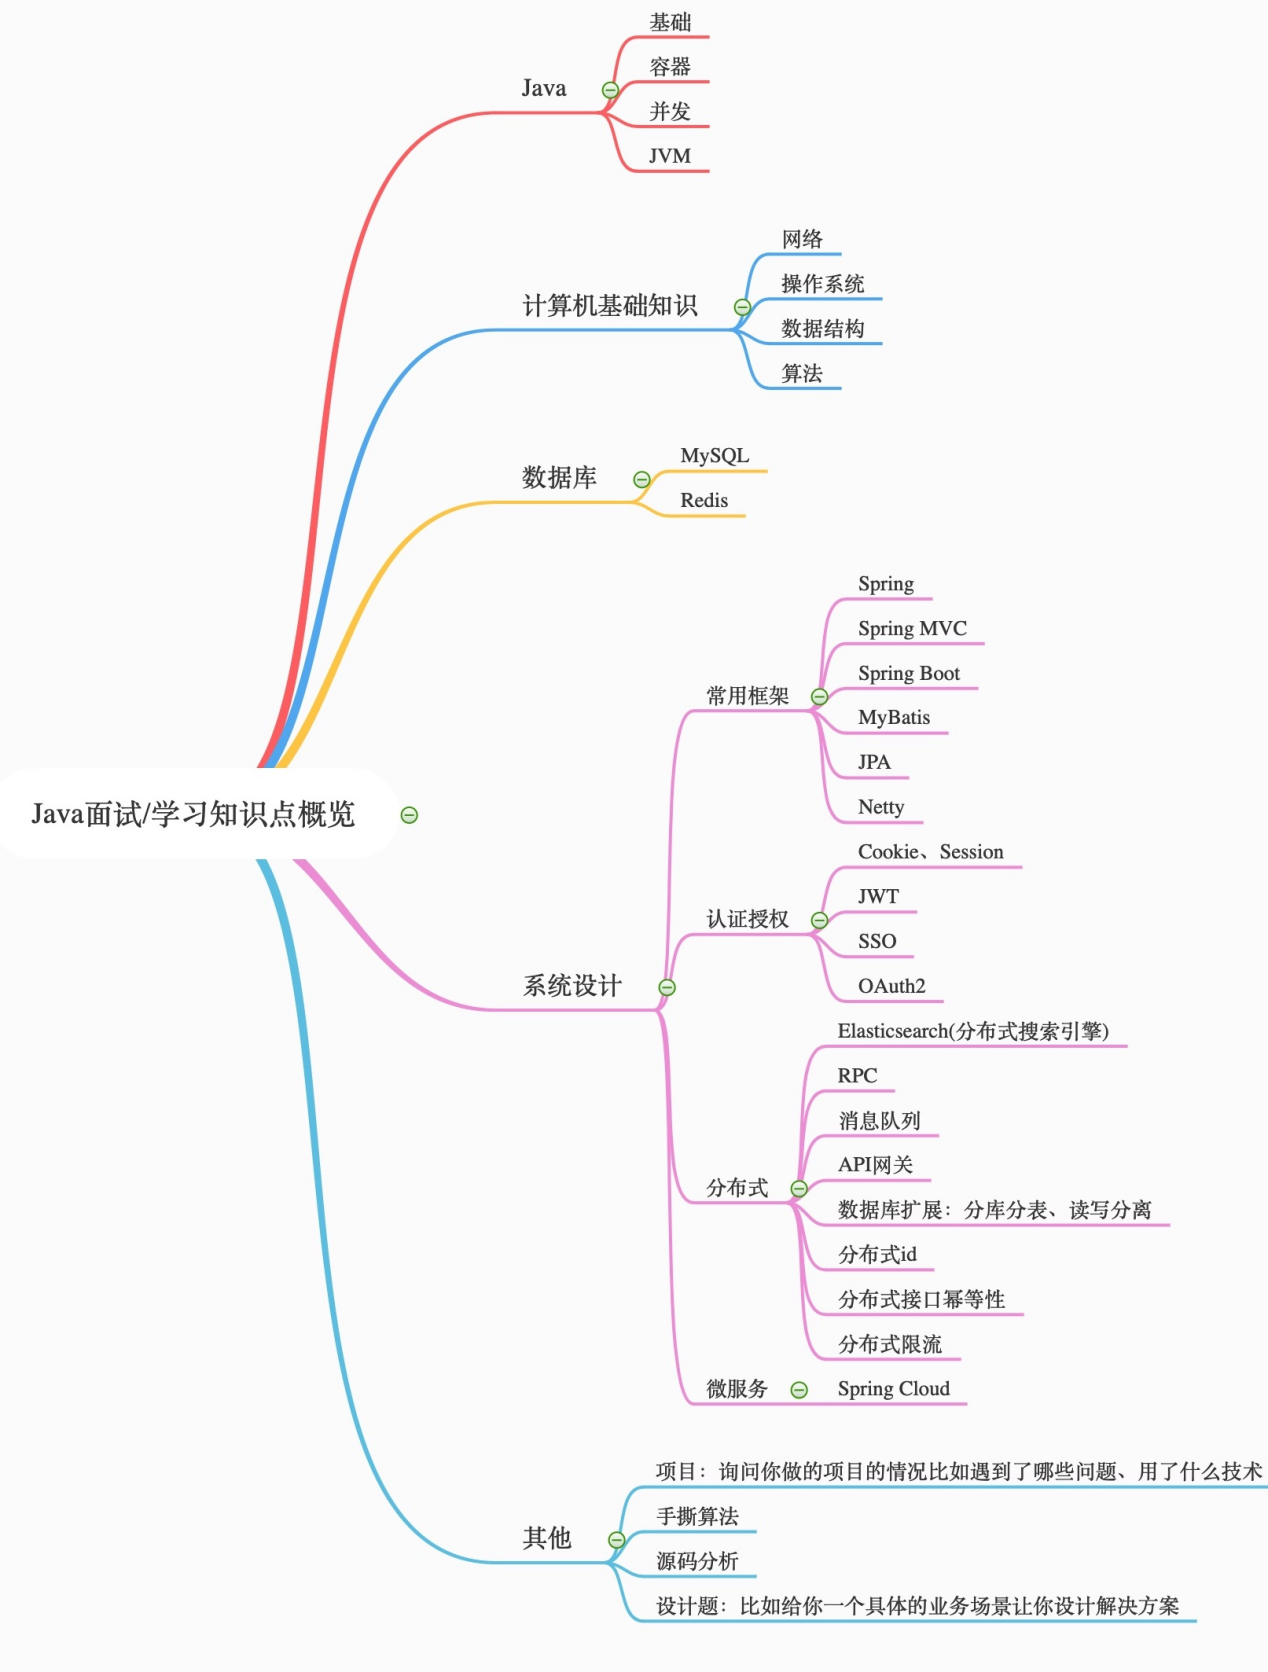 Java面试/学习知识点概览
Java
基础
容器
并发
JVM
计算机基础知识
网络
操作系统
数据结构
算法
数据库
MySQL
Redis
系统设计
常用框架
Spring
Spring MVC
Spring Boot
MyBatis
JPA
Netty
认证授权
Cookie、Session
JWT
SSO
OAuth2
分布式
Elasticsearch(分布式搜索引擎)
RPC
消息队列
API网关
数据库扩展：分库分表、读写分离
分布式id
分布式接口幂等性
分布式限流
微服务
Spring Cloud
其他
项目：询问你做的项目的情况比如遇到了哪些问题、用了什么技术
手撕算法
源码分析
设计题：比如给你一个具体的业务场景让你设计解决方案